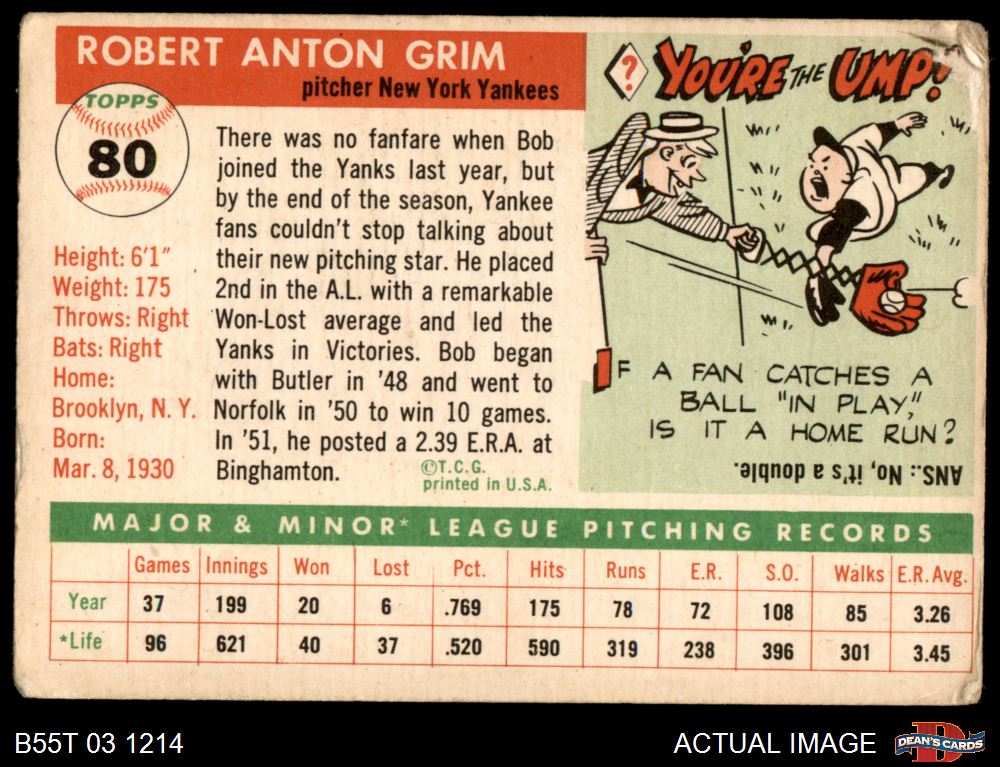 ROBERT ANTON GRIM
pitcher New York Yankees
TOPPS
80
There was no fanfare when Bob
joined the Yanks last year, but
by the end of the season, Yankee
fans couldn't stop talking about
their new pitching star. He placed
2nd in the A.L. with a remarkable
Won-Lost average and led the
Yanks in Victories. Bob began
with Butler in '48 and went to
Norfolk in '50 to win 10 games.
In '51, he posted a 2.39 E.R.A. at
Binghamton.
©T.C.G.
printed in U.S.A.
Height: 6'1"
Weight: 175
Throws: Right
Bats: Right
Home:
Brooklyn, N. Y.
Born:
Mar. 8, 1930
? YOU'RE THE UMP!
IF A FAN CATCHES A
BALL "IN PLAY,"
IS IT A HOME RUN?
ANS.: No, it's a double.
MAJOR & MINOR* LEAGUE PITCHING RECORDS
Games Innings Won Lost Pct. Hits Runs E.R. S.O. Walks E.R. Avg.
Year 37 199 20 6 .769 175 78 72 108 85 3.26
*Life 96 621 40 37 .520 590 319 238 396 301 3.45
B55T 03 1214
ACTUAL IMAGE
D
DEAN'S CARDS